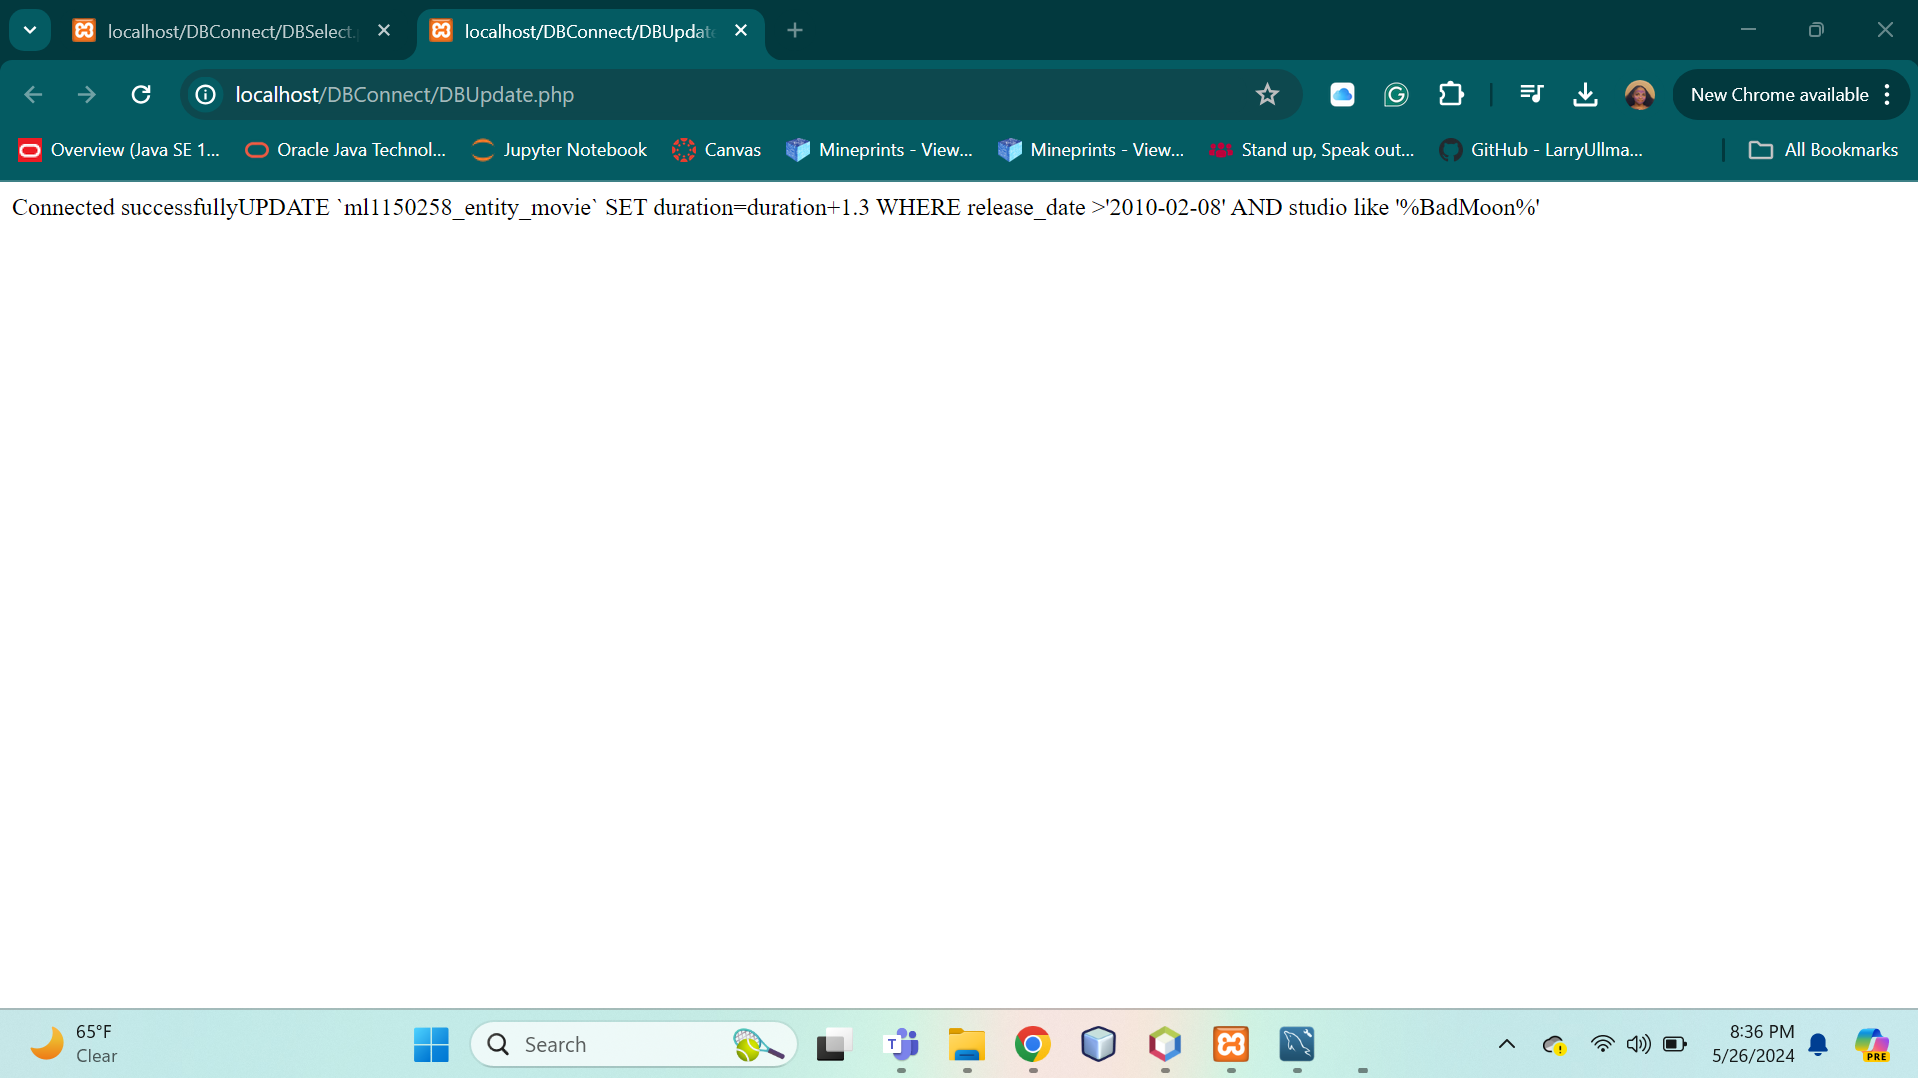 localhost/DBConnect/DBSelect.
localhost/DBConnect/DBUpdate
localhost/DBConnect/DBUpdate.php
New Chrome available
Overview (Java SE 1...
Oracle Java Technol...
Jupyter Notebook
Canvas
Mineprints - View...
Mineprints - View...
Stand up, Speak out...
GitHub - LarryUllma...
All Bookmarks
Connected successfullyUPDATE `ml1150258_entity_movie` SET duration=duration+1.3 WHERE release_date >'2010-02-08' AND studio like '%BadMoon%'
65°F
Clear
Search
T
8:36 PM
5/26/2024
PRE